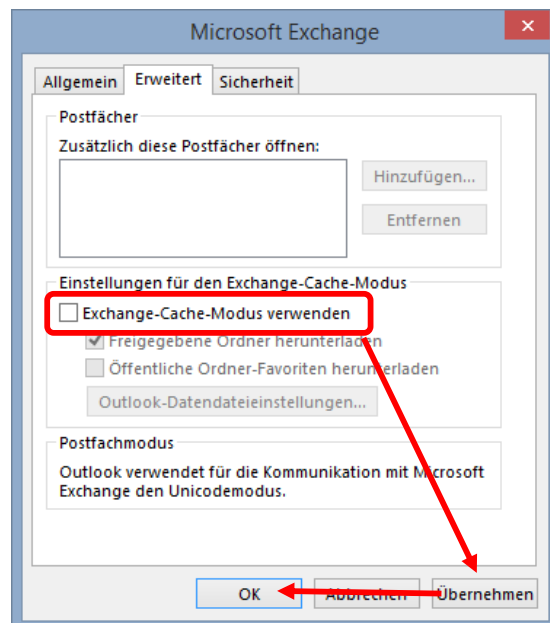 Microsoft Exchange
Allgemein Erweitert Sicherheit
Postfächer
Zusätzlich diese Postfächer öffnen:
Hinzufügen...
Entfernen
Einstellungen für den Exchange-Cache-Modus
Exchange-Cache-Modus verwenden
Freigegebene Ordner herunterladen
Öffentliche Ordner-Favoriten herunterladen
Outlook-Datendateieinstellungen...
Postfachmodus
Outlook verwendet für die Kommunikation mit Microsoft
Exchange den Unicodemodus.
OK Abbrechen Übernehmen